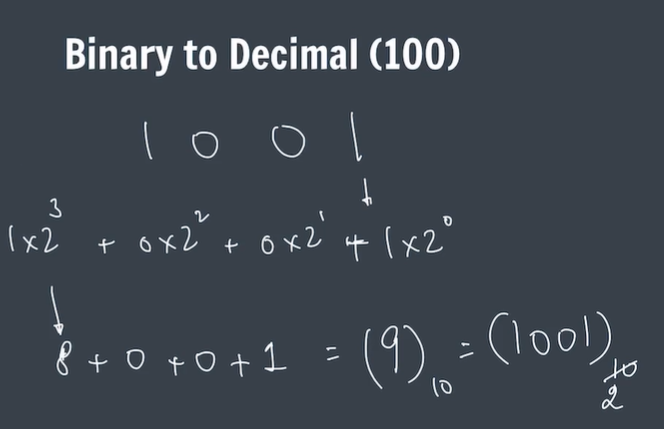 Binary to Decimal (100)
1 0 0 1
1x2³ + 0x2² + 0x2¹ + 1x2⁰
8 + 0 + 0 + 1 = (9)₁₀ = (1001)₂